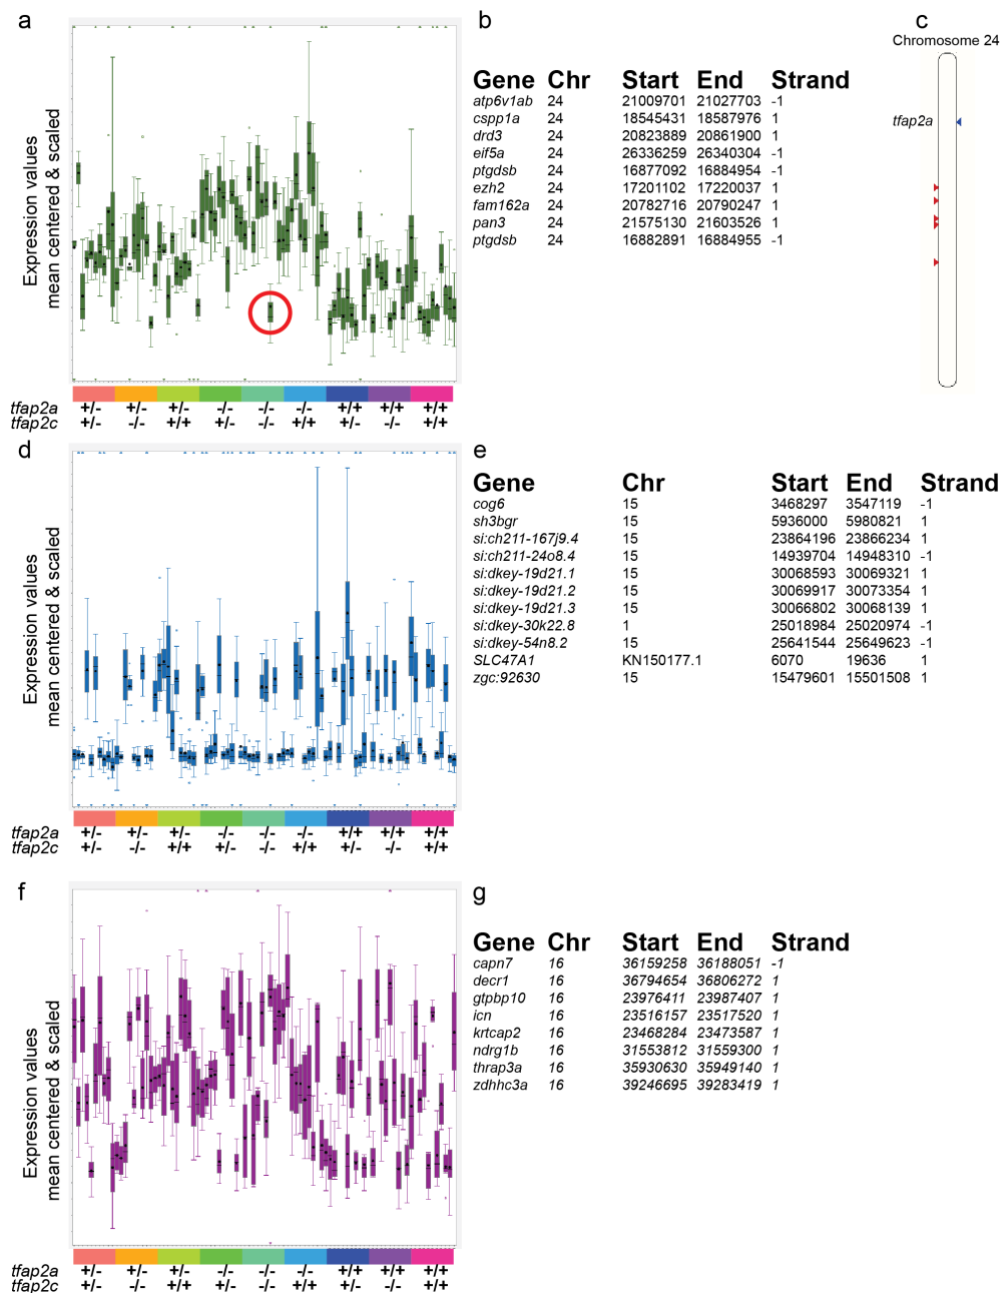 a
Expression values
mean centered & scaled
tfap2a +/- +/- +/- -/- -/- -/- +/+ +/+ +/+
tfap2c +/- -/- +/+ +/- -/- +/+ +/- -/- +/+
b
Gene Chr Start End Strand
atp6v1ab 24 21009701 21027703 -1
cspp1a 24 18545431 18587976 1
drd3 24 20823889 20861900 1
eif5a 24 26336259 26340304 -1
ptgdsb 24 16877092 16884954 -1
ezh2 24 17201102 17220037 1
fam162a 24 20782716 20790247 1
pan3 24 21575130 21603526 1
ptgdsb 24 16882891 16884955 -1
c
Chromosome 24
tfap2a
d
Expression values
mean centered & scaled
tfap2a +/- +/- +/- -/- -/- -/- +/+ +/+ +/+
tfap2c +/- -/- +/+ +/- -/- +/+ +/- -/- +/+
e
Gene Chr Start End Strand
cog6 15 3468297 3547119 -1
sh3bgr 15 5936000 5980821 1
si:ch211-167j9.4 15 23864196 23866234 1
si:ch211-24o8.4 15 14939704 14948310 -1
si:dkey-19d21.1 15 30068593 30069321 1
si:dkey-19d21.2 15 30069917 30073354 1
si:dkey-19d21.3 15 30066802 30068139 1
si:dkey-30k22.8 1 25018984 25020974 -1
si:dkey-54n8.2 15 25641544 25649623 -1
SLC47A1 KN150177.1 6070 19636 1
zgc:92630 15 15479601 15501508 1
f
Expression values
mean centered & scaled
tfap2a +/- +/- +/- -/- -/- -/- +/+ +/+ +/+
tfap2c +/- -/- +/+ +/- -/- +/+ +/- -/- +/+
g
Gene Chr Start End Strand
capn7 16 36159258 36188051 -1
decr1 16 36794654 36806272 1
gtpbp10 16 23976411 23987407 1
icn 16 23516157 23517520 1
krtcap2 16 23468284 23473587 1
ndrg1b 16 31553812 31559300 1
thrap3a 16 35930630 35949140 1
zdhhc3a 16 39246695 39283419 1